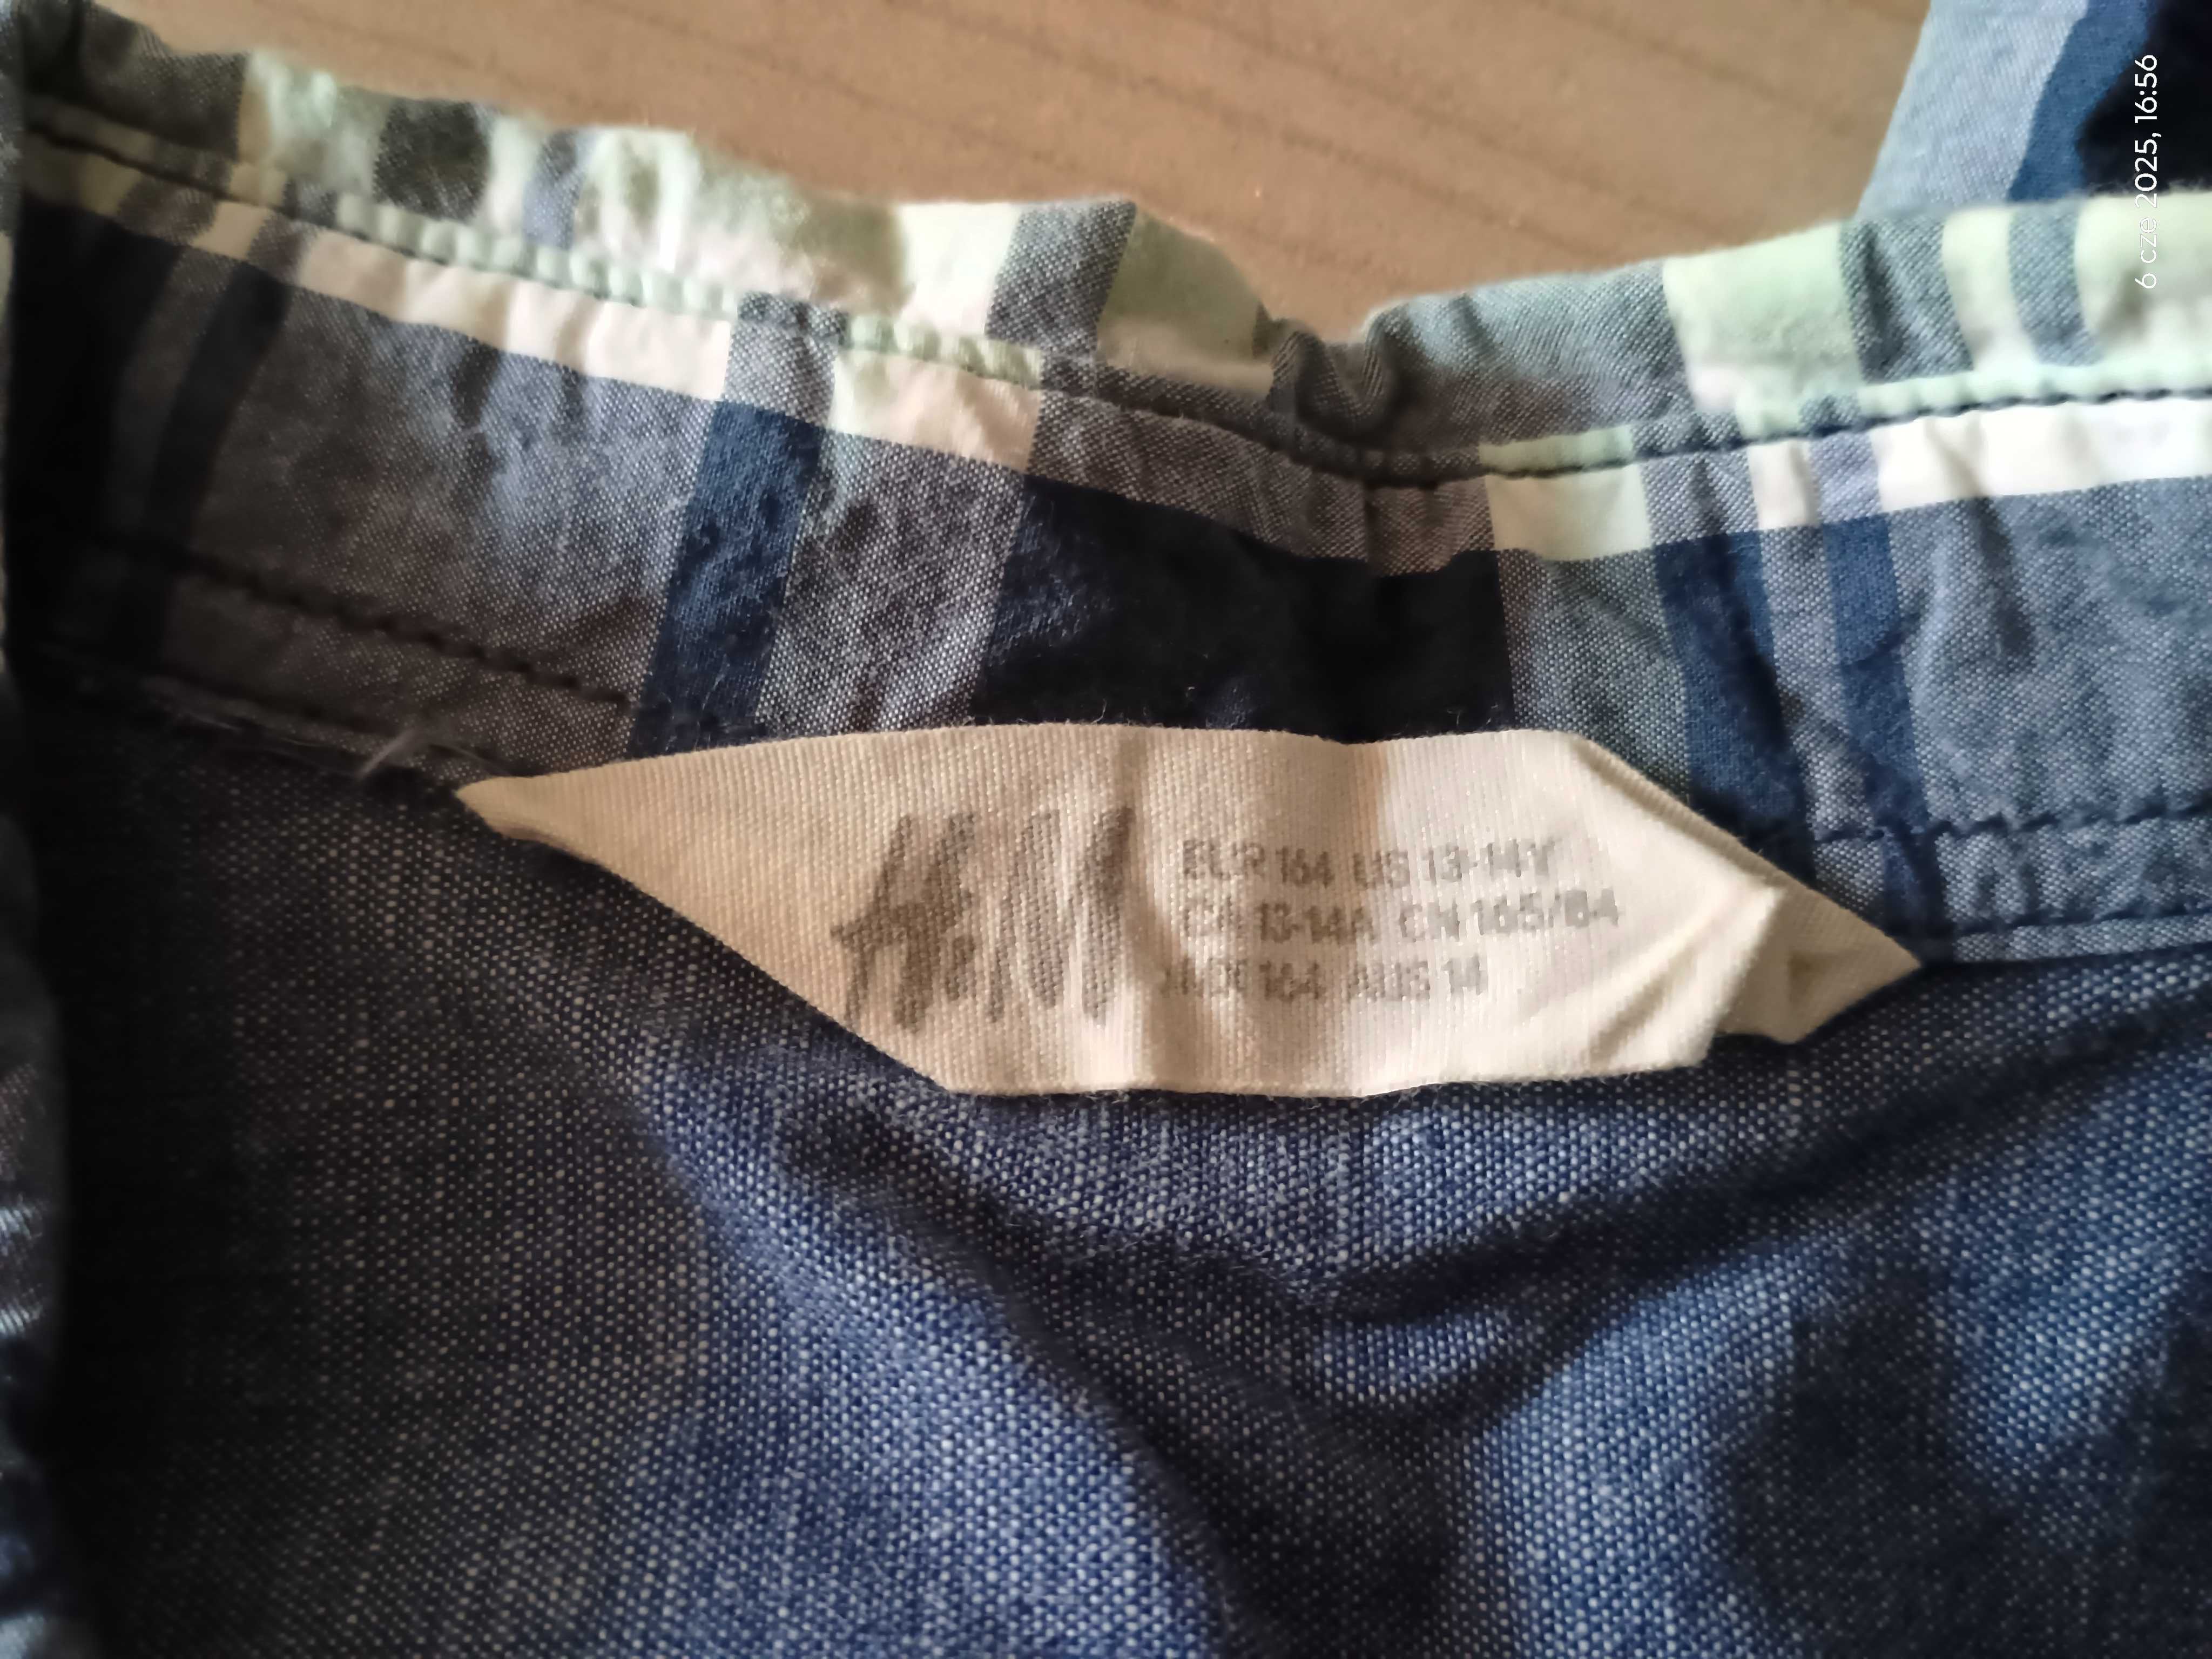 H&M
EUR 164 US 13-14Y
CA 13-14A CN 165/84
MEX 164 AUS 14
6 cze 2025, 16:56